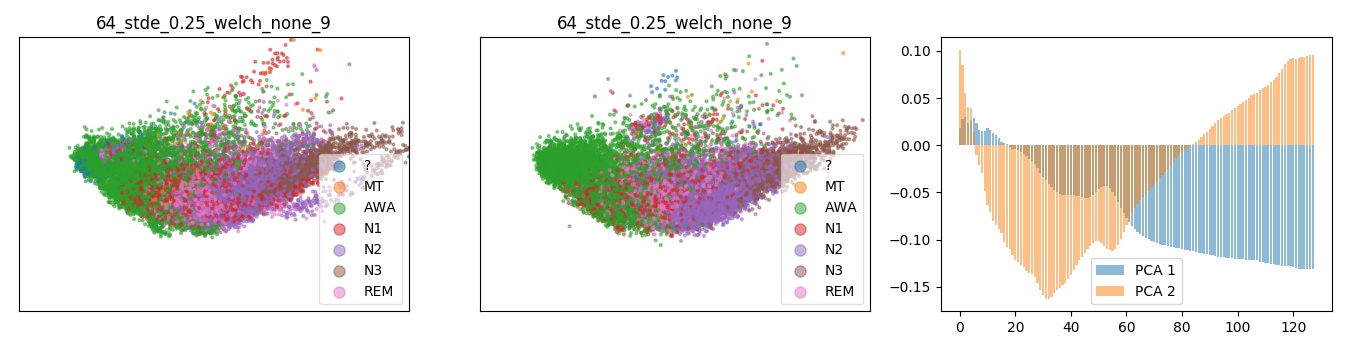 64_stde_0.25_welch_none_9
?
MT
AWA
N1
N2
N3
REM
64_stde_0.25_welch_none_9
?
MT
AWA
N1
N2
N3
REM
0.10
0.05
0.00
−0.05
−0.10
−0.15
PCA 1
PCA 2
0 20 40 60 80 100 120